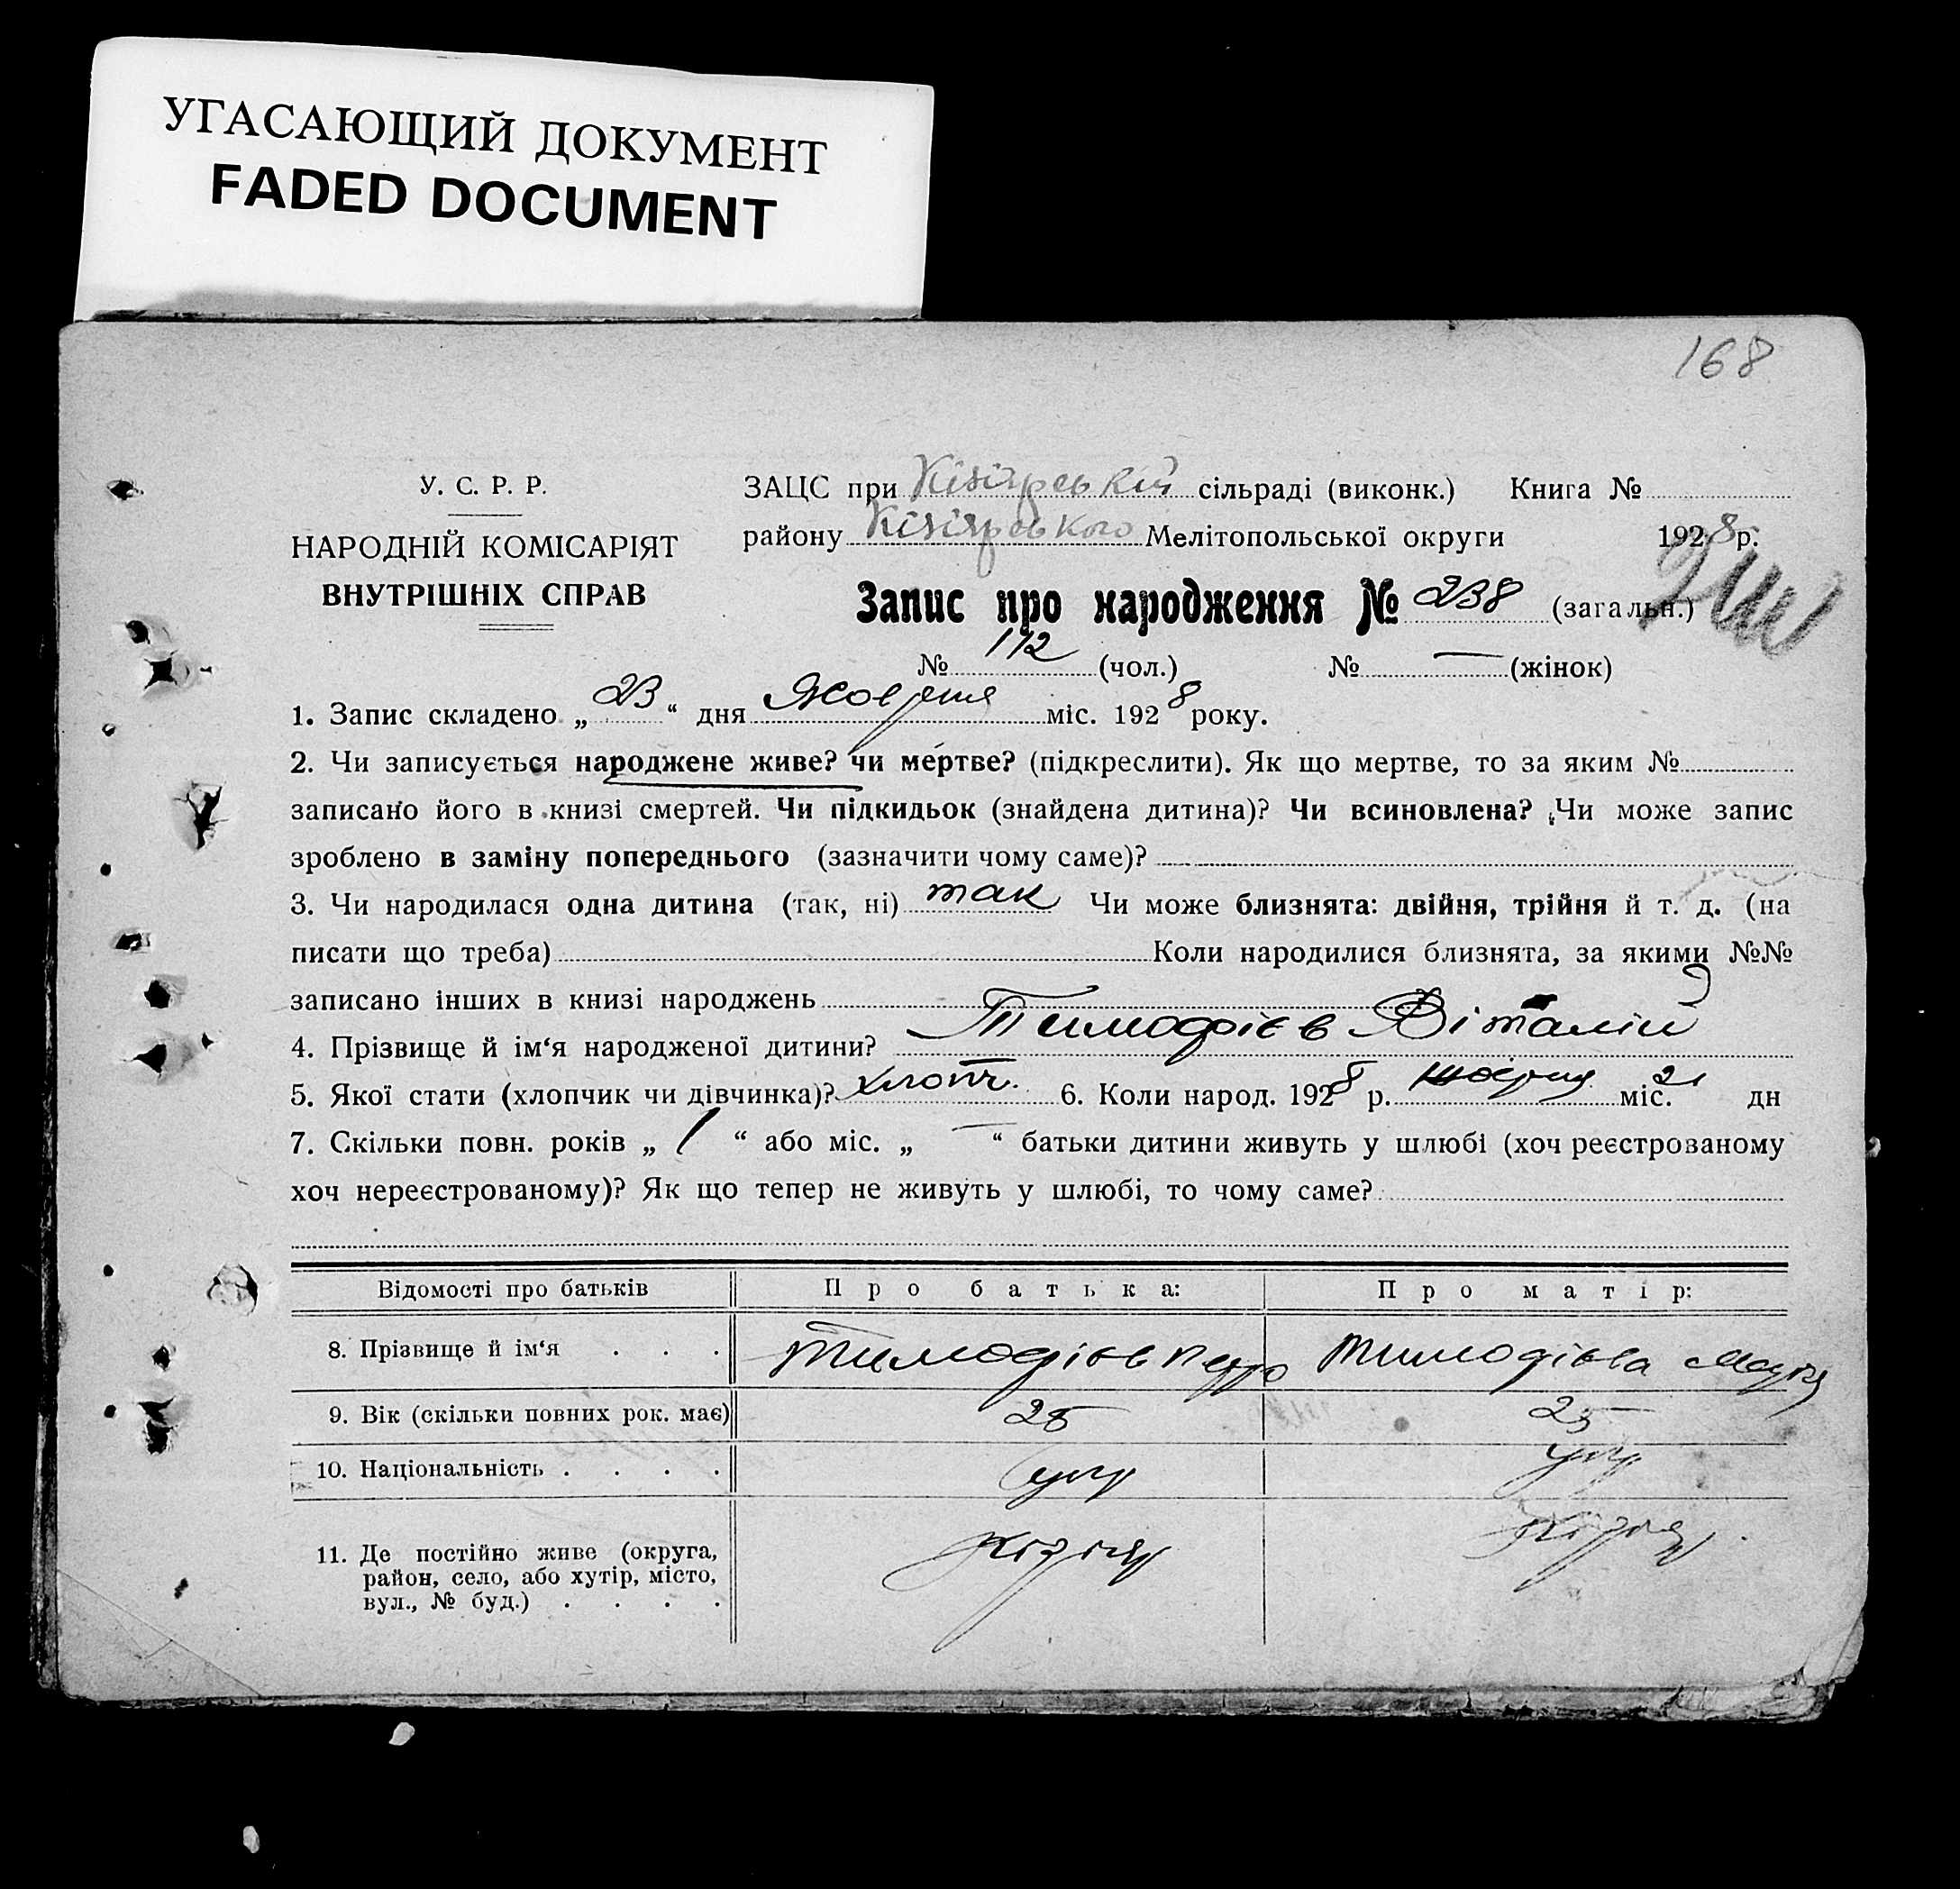 УГАСАЮЩИЙ ДОКУМЕНТ
FADED DOCUMENT
168
У. С. Р. Р.
НАРОДНІЙ КОМІСАРІЯТ
ВНУТРІШНІХ СПРАВ
ЗАЦС при Кізіярській сільраді (виконк.) Книга №
району Кізіярського Мелітопольської округи 1928 р.
Запис про народження № 238 (загальн.)
№ 112 (чол.) № — (жінок)
1. Запис складено „23“ дня Жовтня міс. 1928 року.
2. Чи записується народжене живе? чи мертве? (підкреслити). Як що мертве, то за яким №
записано його в книзі смертей. Чи підкидьок (знайдена дитина)? Чи всиновлена? Чи може запис
зроблено в заміну попереднього (зазначити чому саме)?
3. Чи народилася одна дитина (так, ні) так Чи може близнята: двійня, трійня й т. д. (на
писати що треба) Коли народилися близнята, за якими №№
записано інших в книзі народжень
4. Прізвище й ім‘я народженої дитини? Тимофієв Віталій
5. Якої стати (хлопчик чи дівчинка)? хлопч. 6. Коли народ. 1928 р. жовтня міс. 21 дн
7. Скільки повн. років „1“ або міс. „—“ батьки дитини живуть у шлюбі (хоч реєстрованому
хоч нереєстрованому)? Як що тепер не живуть у шлюбі, то чому саме?
Відомості про батьків Про батька: Про матір:
8. Прізвище й ім‘я . . . Тимофієв Петро Тимофієва
9. Вік (скільки повних рок. має) 28 25
10. Національність . . . . укр укр
11. Де постійно живе (округа,
район, село, або хутір, місто,
вул., № буд.) . . . . Кізіяр Кізіяр